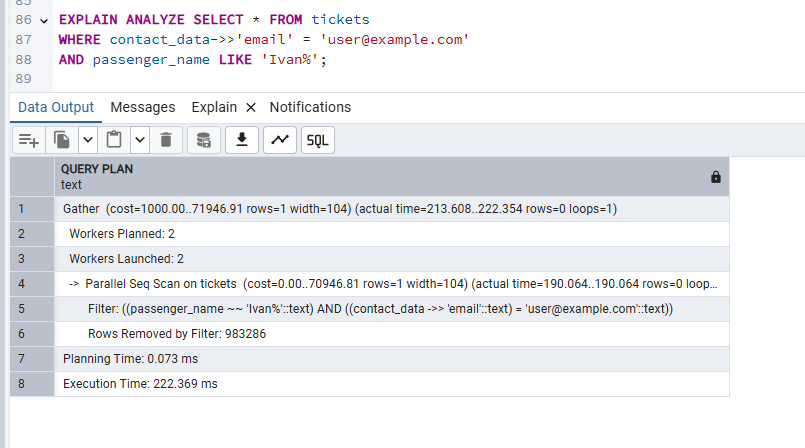 85
86 EXPLAIN ANALYZE SELECT * FROM tickets
87 WHERE contact_data->>'email' = 'user@example.com'
88 AND passenger_name LIKE 'Ivan%';
89
Data Output Messages Explain × Notifications
SQL
QUERY PLAN
text
1 Gather (cost=1000.00..71946.91 rows=1 width=104) (actual time=213.608..222.354 rows=0 loops=1)
2 Workers Planned: 2
3 Workers Launched: 2
4 -> Parallel Seq Scan on tickets (cost=0.00..70946.81 rows=1 width=104) (actual time=190.064..190.064 rows=0 loop...
5 Filter: ((passenger_name ~~ 'Ivan%'::text) AND ((contact_data ->> 'email'::text) = 'user@example.com'::text))
6 Rows Removed by Filter: 983286
7 Planning Time: 0.073 ms
8 Execution Time: 222.369 ms